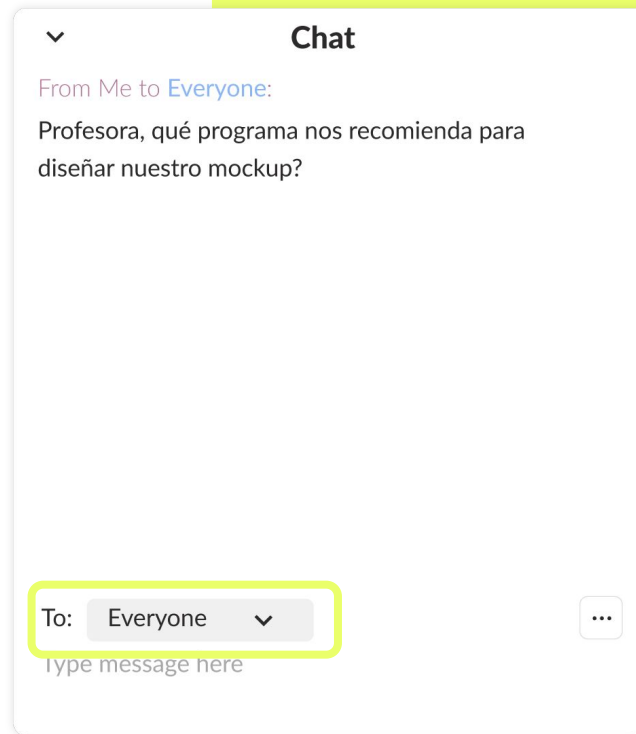 Chat
From Me to Everyone:
Profesora, qué programa nos recomienda para
diseñar nuestro mockup?
To: Everyone
Type message here